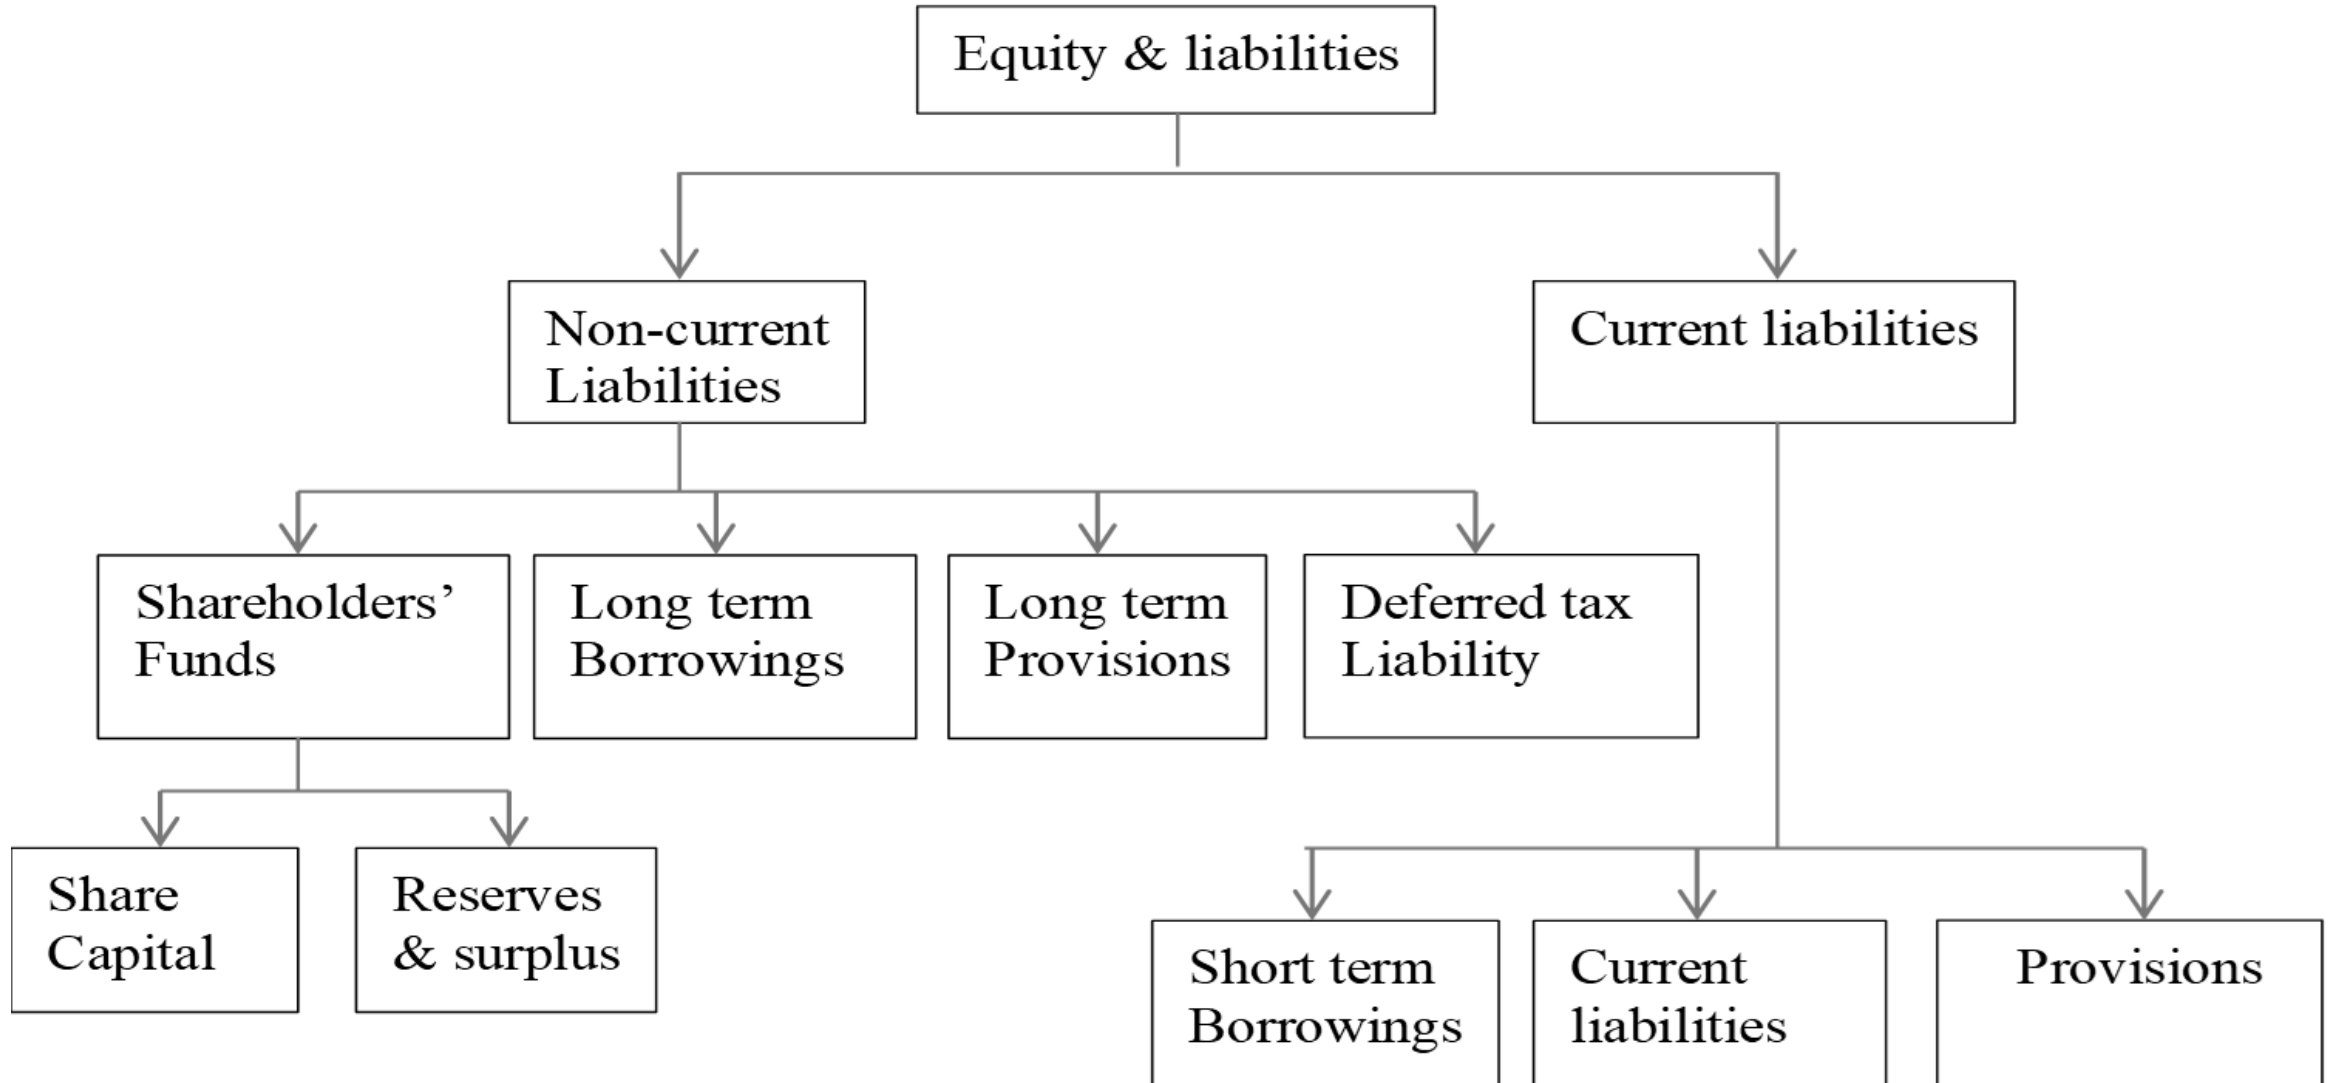 Equity & liabilities
Non-current
Liabilities
Current liabilities
Shareholders’
Funds
Long term
Borrowings
Long term
Provisions
Deferred tax
Liability
Share
Capital
Reserves
& surplus
Short term
Borrowings
Current
liabilities
Provisions